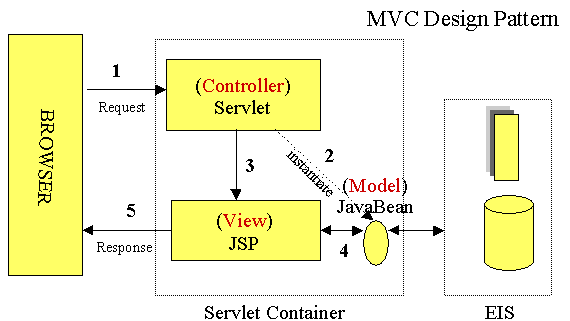 MVC Design Pattern
BROWSER
1
Request
(Controller)
Servlet
2
instantiate
3
(Model)
JavaBean
5
Response
(View)
JSP
4
Servlet Container
EIS